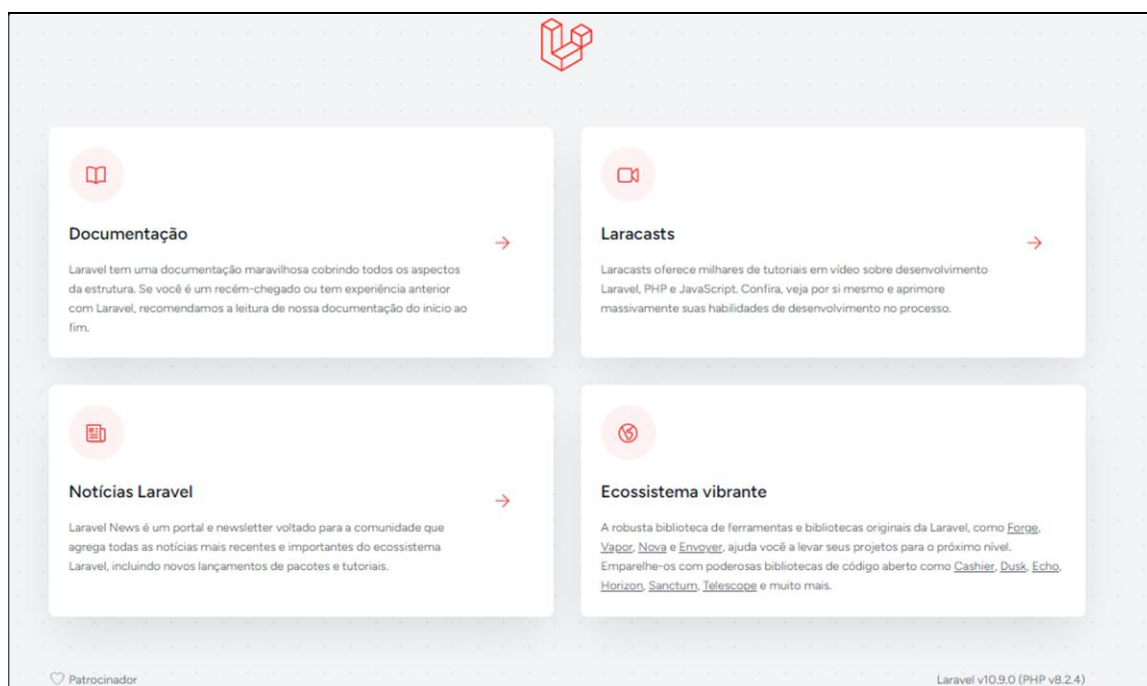 Documentação
Laravel tem uma documentação maravilhosa cobrindo todos os aspectos
da estrutura. Se você é um recém-chegado ou tem experiência anterior
com Laravel, recomendamos a leitura de nossa documentação do início ao
fim.
Laracasts
Laracasts oferece milhares de tutoriais em vídeo sobre desenvolvimento
Laravel, PHP e JavaScript. Confira, veja por si mesmo e aprimore
massivamente suas habilidades de desenvolvimento no processo.
Notícias Laravel
Laravel News é um portal e newsletter voltado para a comunidade que
agrega todas as notícias mais recentes e importantes do ecossistema
Laravel, incluindo novos lançamentos de pacotes e tutoriais.
Ecossistema vibrante
A robusta biblioteca de ferramentas e bibliotecas originais da Laravel, como Forge,
Vapor, Nova e Envoyer, ajuda você a levar seus projetos para o próximo nível.
Emparelhe-os com poderosas bibliotecas de código aberto como Cashier, Dusk, Echo,
Horizon, Sanctum, Telescope e muito mais.
Patrocinador
Laravel v10.9.0 (PHP v8.2.4)